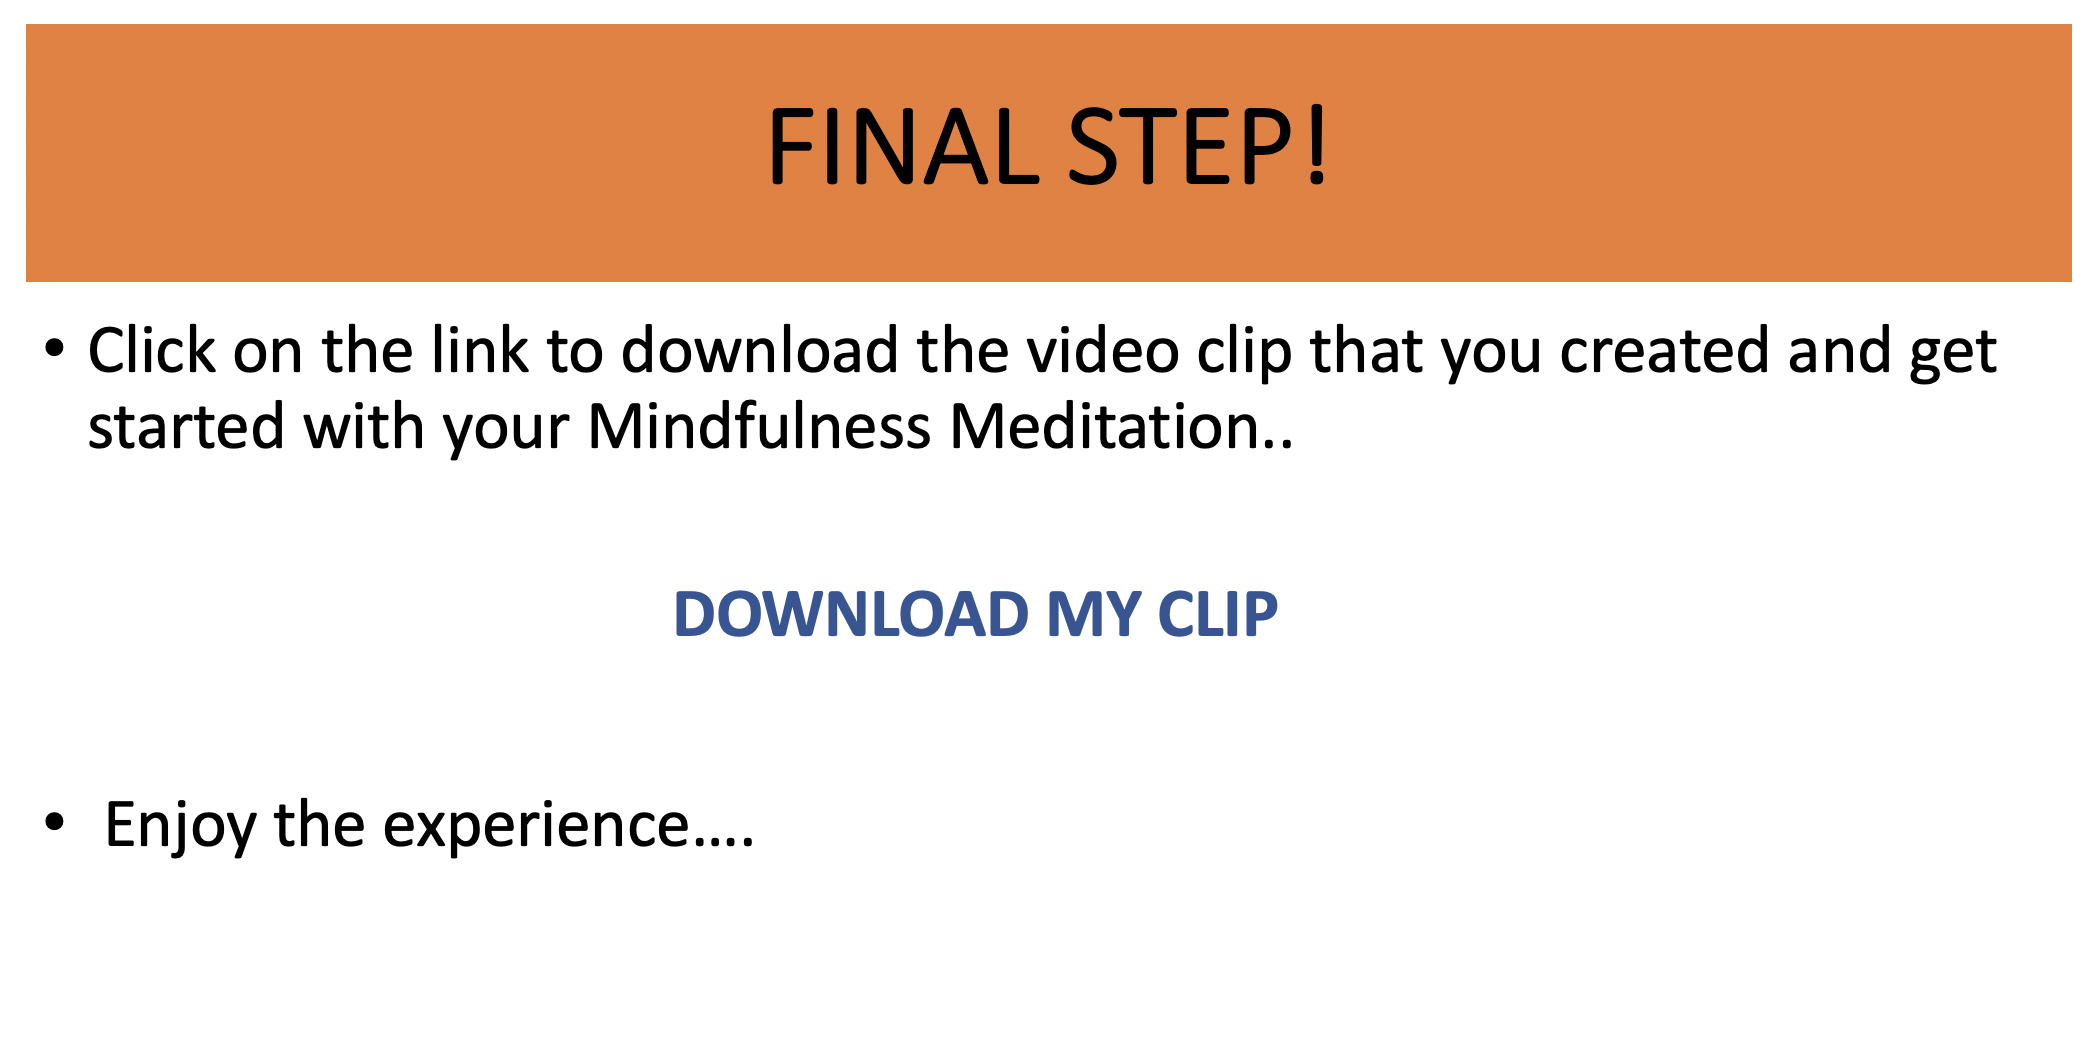 FINAL STEP!
• Click on the link to download the video clip that you created and get
started with your Mindfulness Meditation..
DOWNLOAD MY CLIP
• Enjoy the experience....